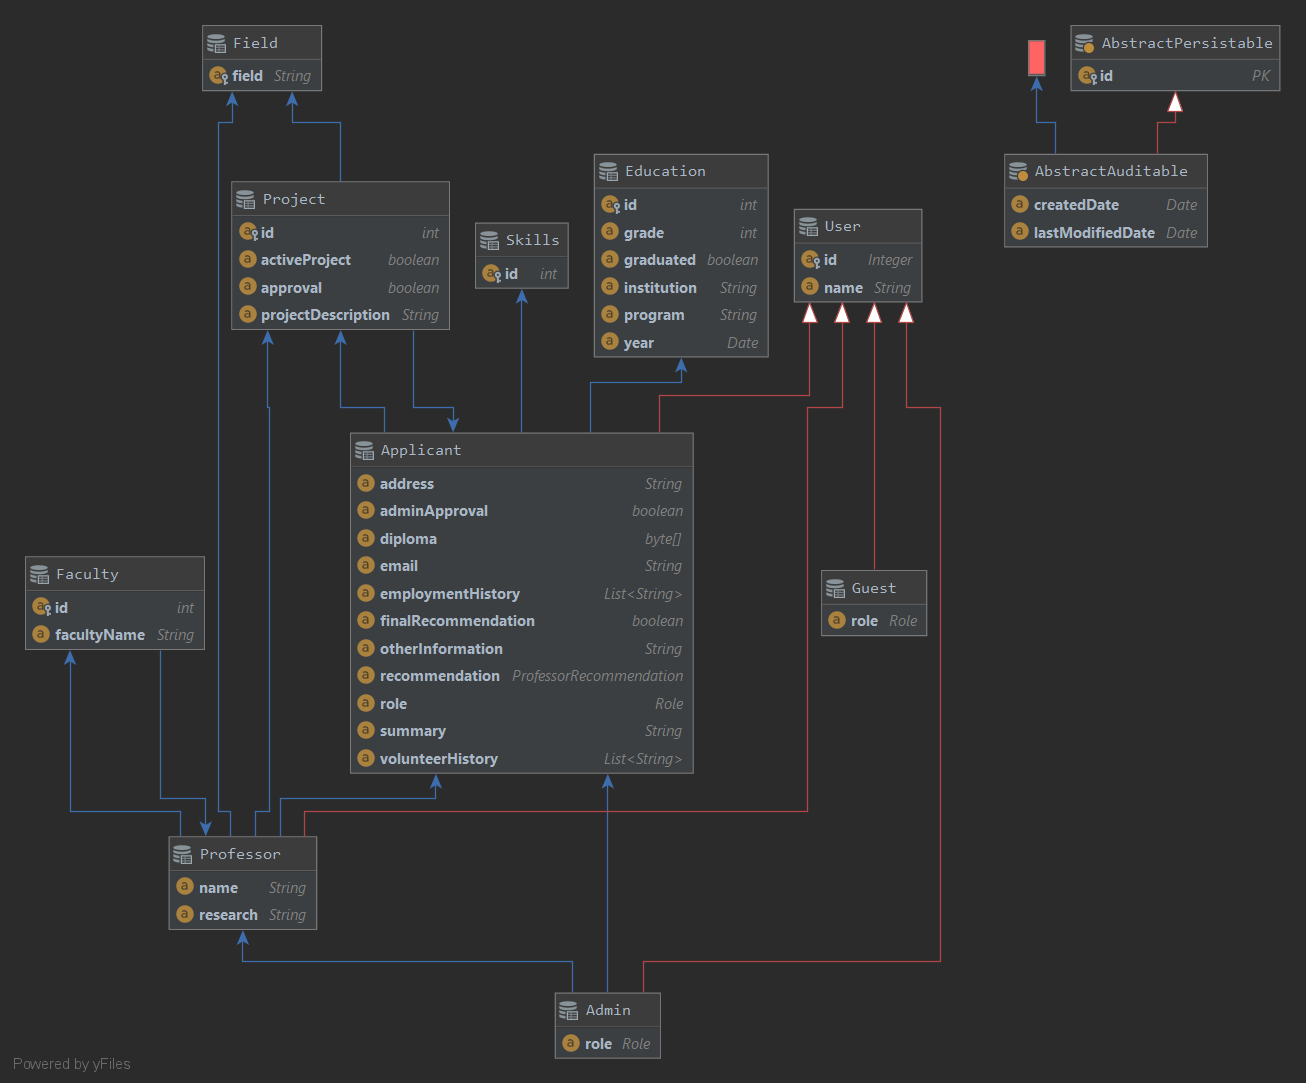 Field
field String
AbstractPersistable
id PK
Project
id int
activeProject boolean
approval boolean
projectDescription String
Skills
id int
Education
id int
grade int
graduated boolean
institution String
program String
year Date
User
id Integer
name String
AbstractAuditable
createdDate Date
lastModifiedDate Date
Applicant
address String
adminApproval boolean
diploma byte[]
email String
employmentHistory List<String>
finalRecommendation boolean
otherInformation String
recommendation ProfessorRecommendation
role Role
summary String
volunteerHistory List<String>
Faculty
id int
facultyName String
Guest
role Role
Professor
name String
research String
Admin
role Role
Powered by yFiles